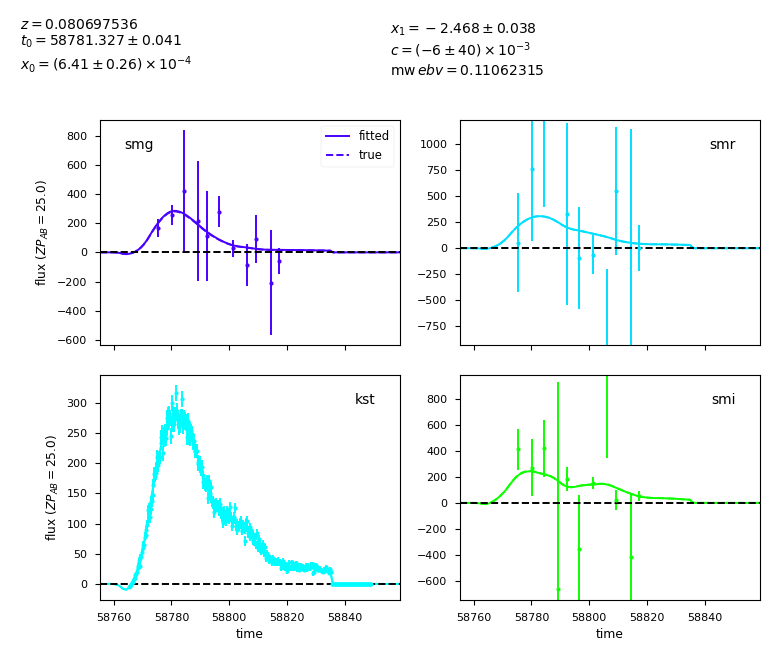 z = 0.080697536
t₀ = 58781.327 ± 0.041
x₀ = (6.41 ± 0.26) × 10⁻⁴
x₁ = −2.468 ± 0.038
c = (−6 ± 40) × 10⁻³
mw ebv = 0.11062315
smg
fitted
true
800
600
400
200
0
−200
−400
−600
flux (ZP_AB = 25.0)
smr
1000
750
500
250
0
−250
−500
−750
kst
300
250
200
150
100
50
0
flux (ZP_AB = 25.0)
58760 58780 58800 58820 58840
time
smi
800
600
400
200
0
−200
−400
−600
58760 58780 58800 58820 58840
time